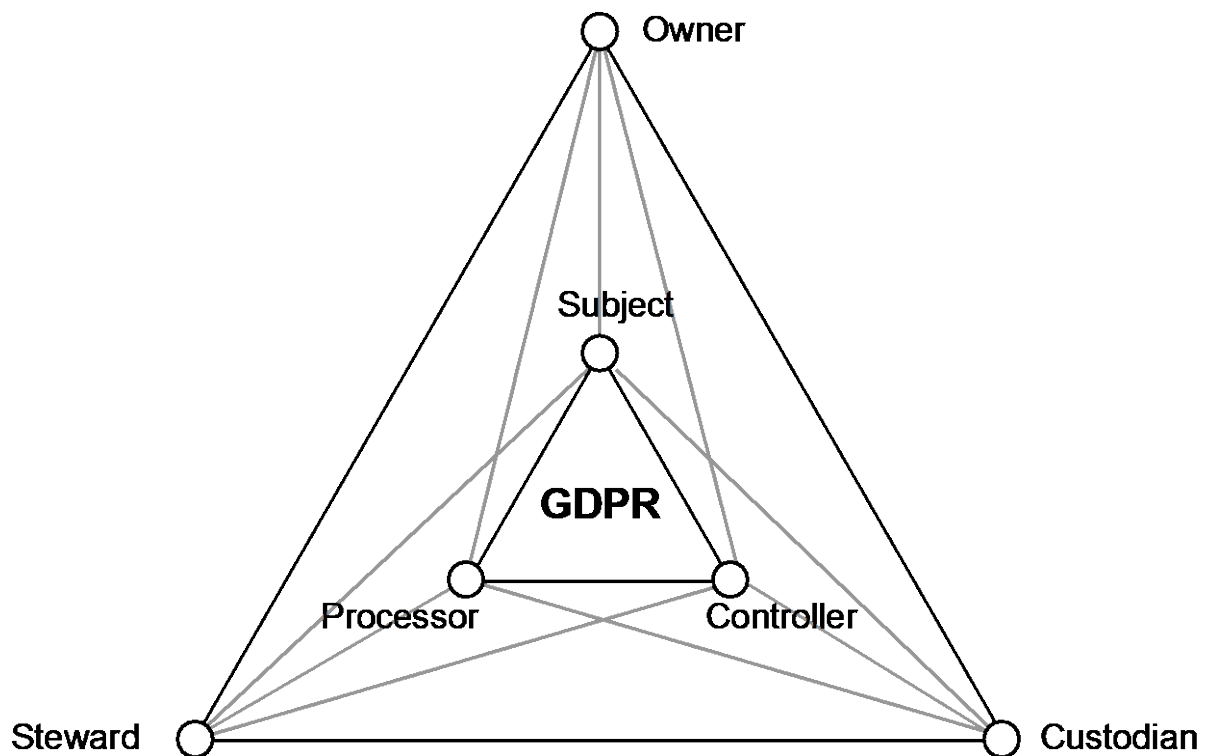 Owner
Subject
GDPR
Processor
Controller
Steward
Custodian